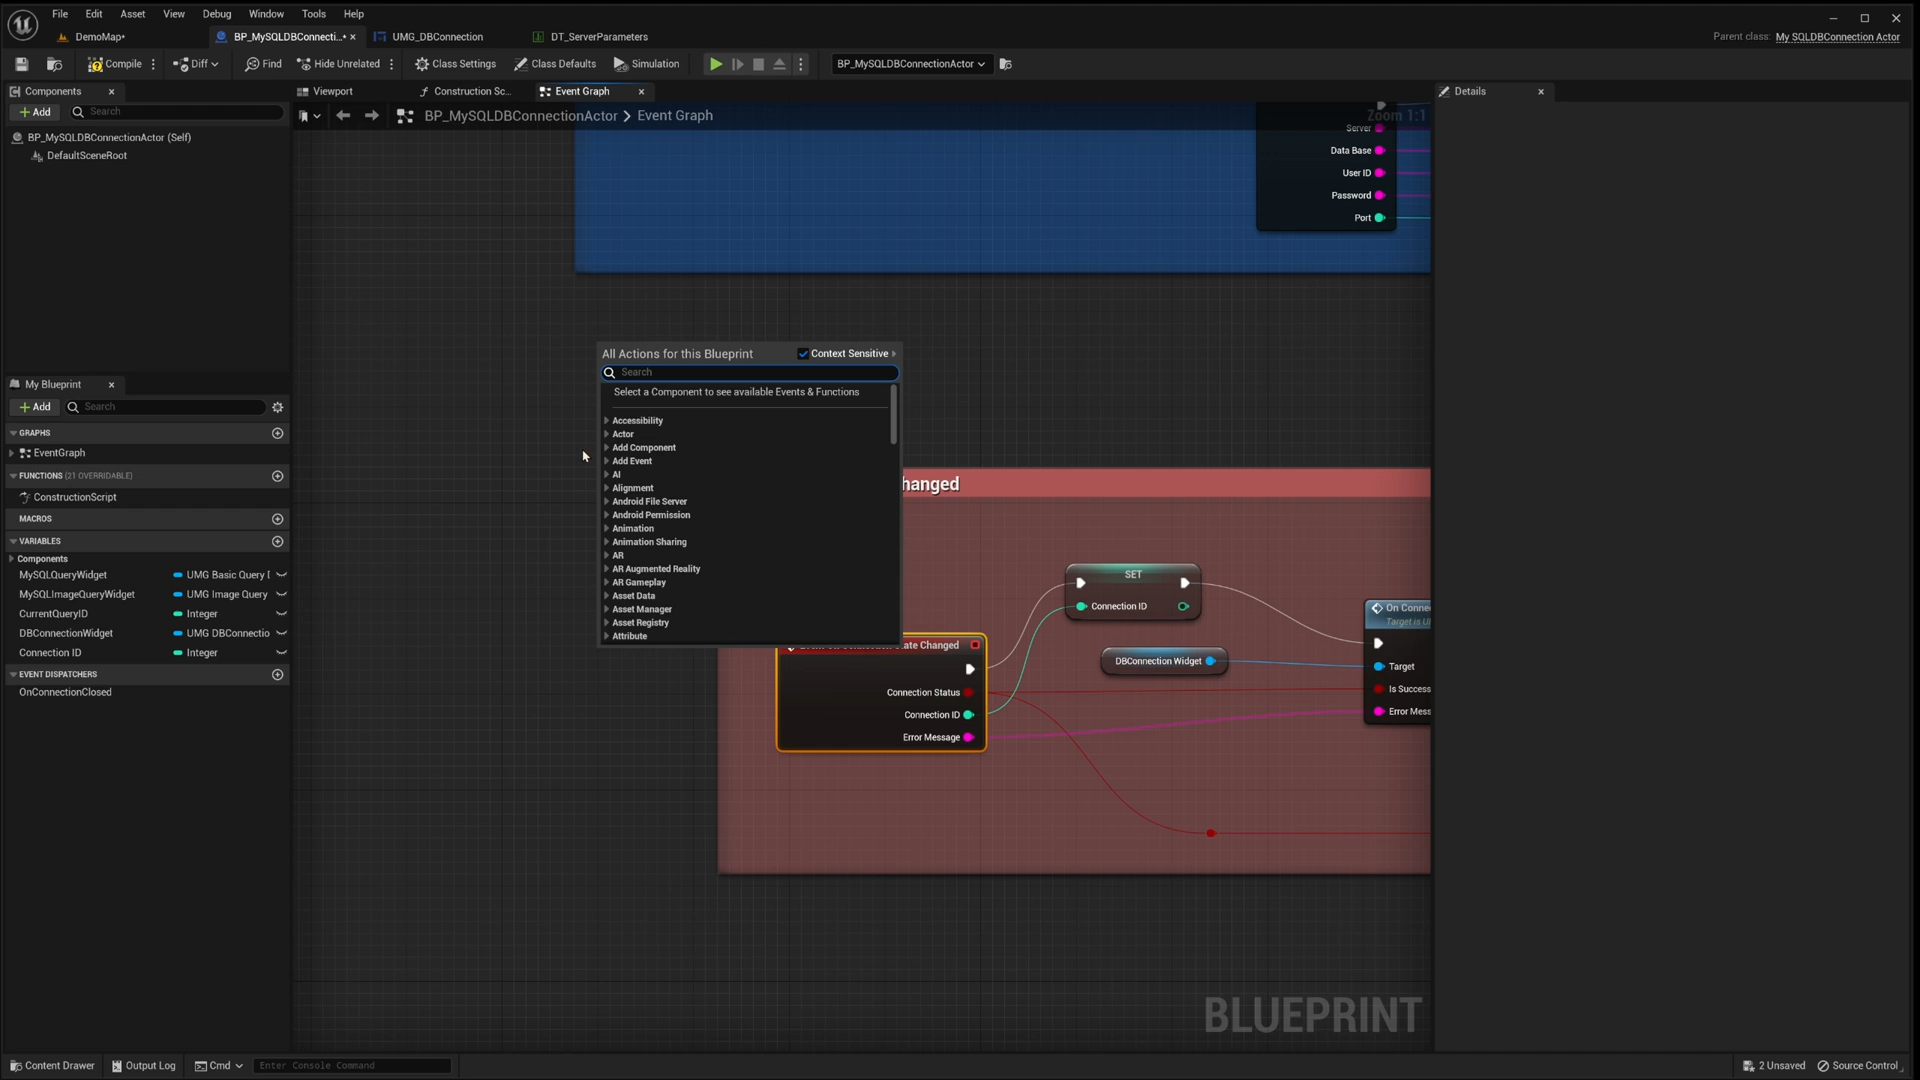 File Edit Asset View Debug Window Tools Help
DemoMap* BP_MySQLDBConnecti...* UMG_DBConnection DT_ServerParameters Parent class: My SQLDBConnection Actor
Compile Diff Find Hide Unrelated Class Settings Class Defaults Simulation BP_MySQLDBConnectionActor
Components Viewport Construction Sc... Event Graph Details
Add Search
BP_MySQLDBConnectionActor > Event Graph Zoom 1:1
BP_MySQLDBConnectionActor (Self)
DefaultSceneRoot
Server
Data Base
User ID
Password
Port
All Actions for this Blueprint Context Sensitive
Search
Select a Component to see available Events & Functions
Accessibility
Actor
Add Component
Add Event
AI
Alignment
Android File Server
Android Permission
Animation
Animation Sharing
AR
AR Augmented Reality
AR Gameplay
Asset Data
Asset Manager
Asset Registry
Attribute
My Blueprint
Add Search
GRAPHS
EventGraph
FUNCTIONS (21 OVERRIDABLE)
ConstructionScript
MACROS
VARIABLES
Components
MySQLQueryWidget UMG Basic Query
MySQLImageQueryWidget UMG Image Query
CurrentQueryID Integer
DBConnectionWidget UMG DBConnectio
Connection ID Integer
EVENT DISPATCHERS
OnConnectionClosed
hanged
SET
Connection ID
DBConnection Widget
State Changed
Connection Status
Connection ID
Error Message
On Conne
Target is
Target
Is Success
Error Mess
BLUEPRINT
Content Drawer Output Log Cmd Enter Console Command 2 Unsaved Source Control